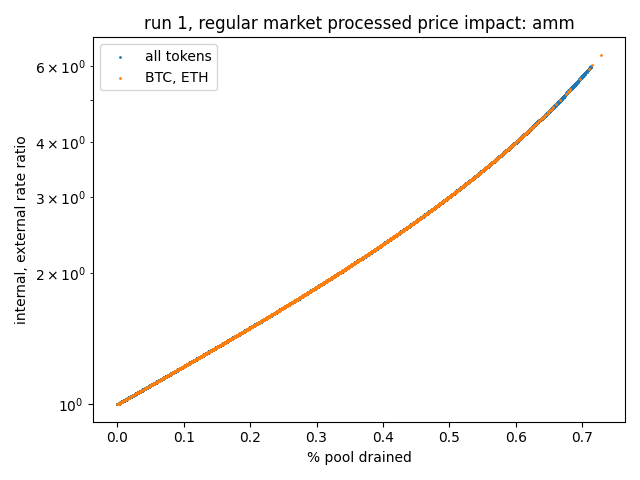 run 1, regular market processed price impact: amm
all tokens
BTC, ETH
internal, external rate ratio
6 × 10⁰
4 × 10⁰
3 × 10⁰
2 × 10⁰
10⁰
0.0 0.1 0.2 0.3 0.4 0.5 0.6 0.7
% pool drained